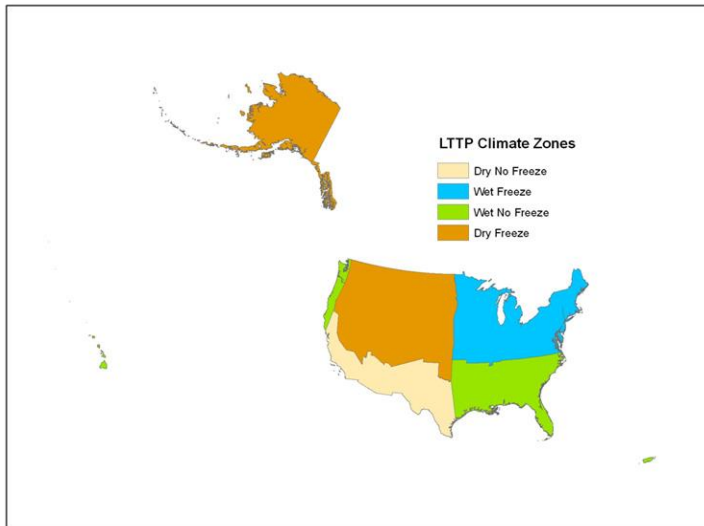 LTTP Climate Zones
Dry No Freeze
Wet Freeze
Wet No Freeze
Dry Freeze